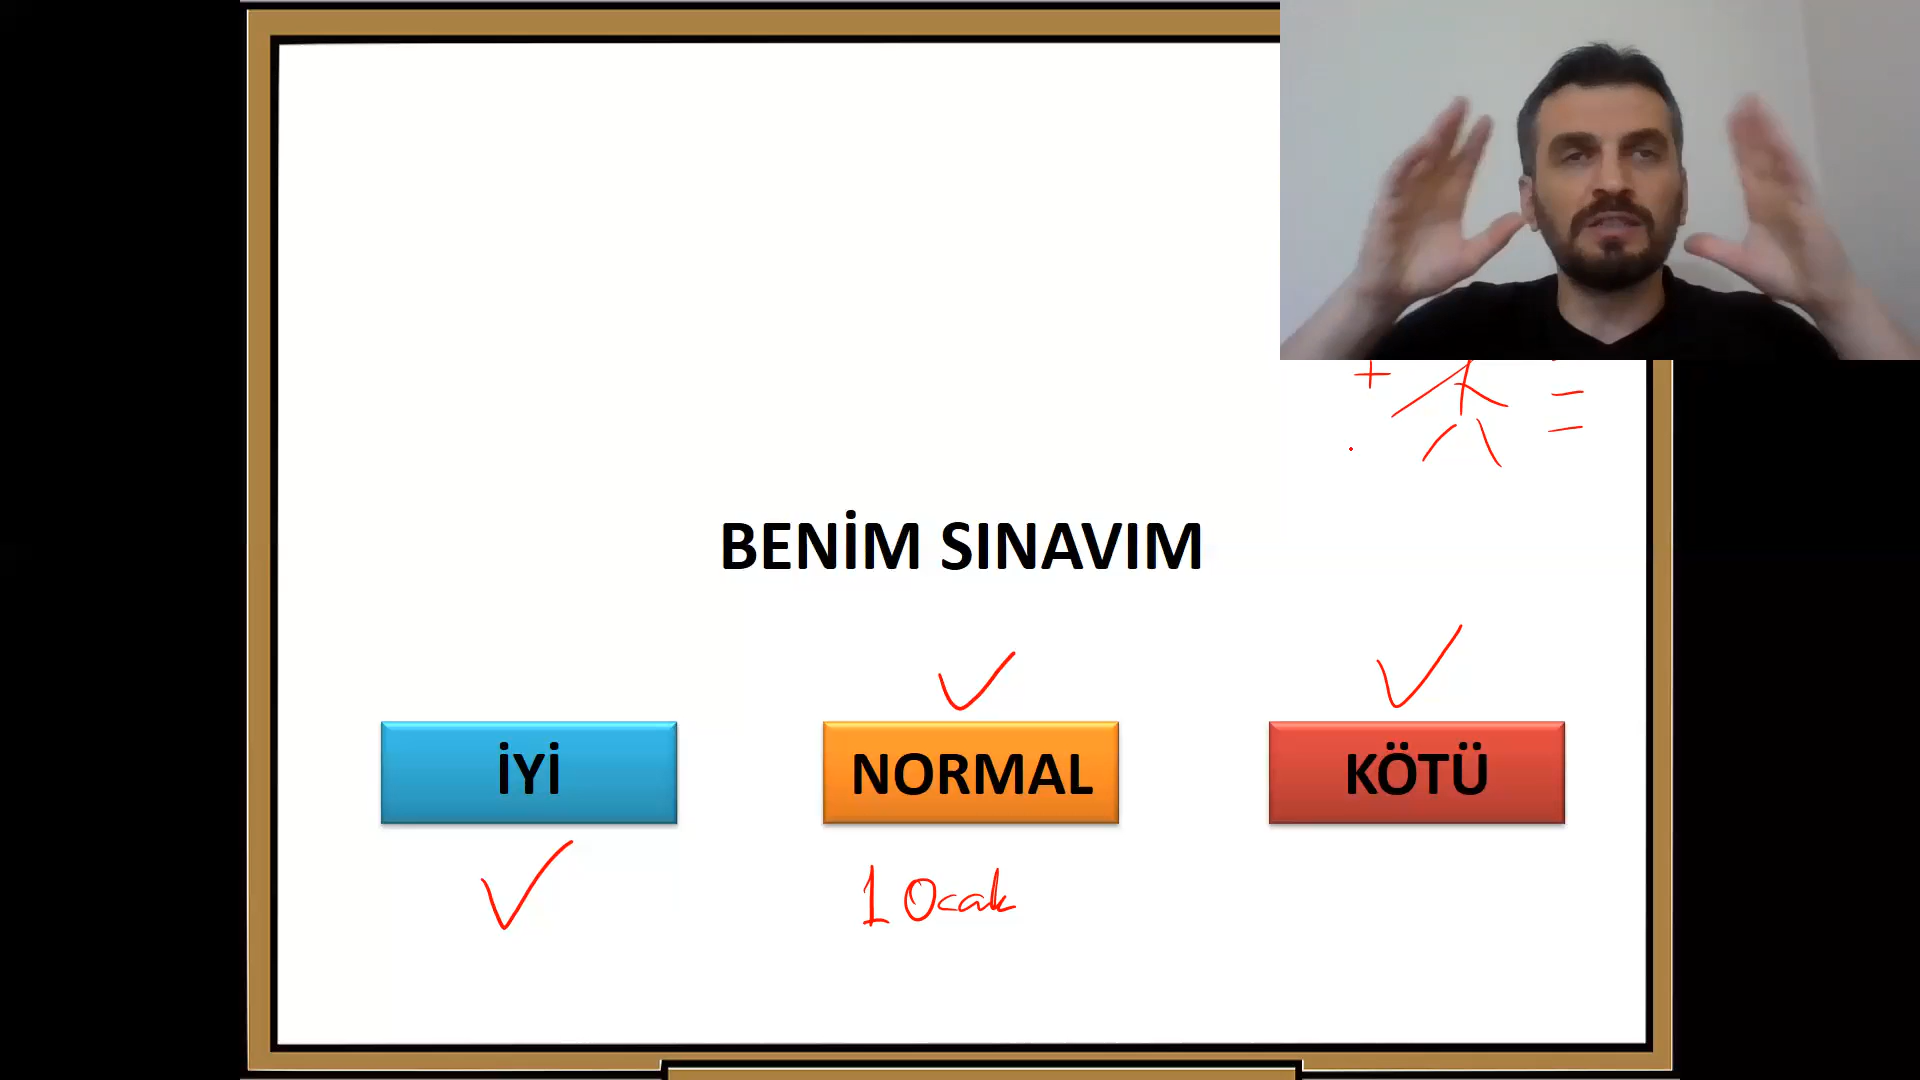 BENİM SINAVIM
İYİ
NORMAL
KÖTÜ
1 Ocak